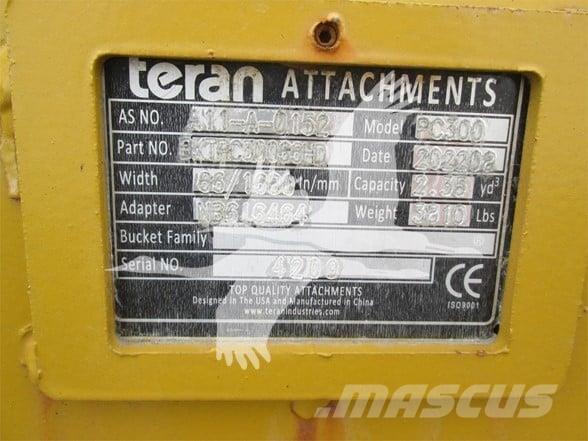 teran ATTACHMENTS
AS NO. Model PC300
Part No. Date 202202
Width in/mm Capacity yd³
Adapter Weight 3810 Lbs
Bucket Family
Serial NO. 4209
TOP QUALITY ATTACHMENTS
Designed In The USA and Manufactured In China
www.teranindustries.com
CE
ISO9001
MASCUS